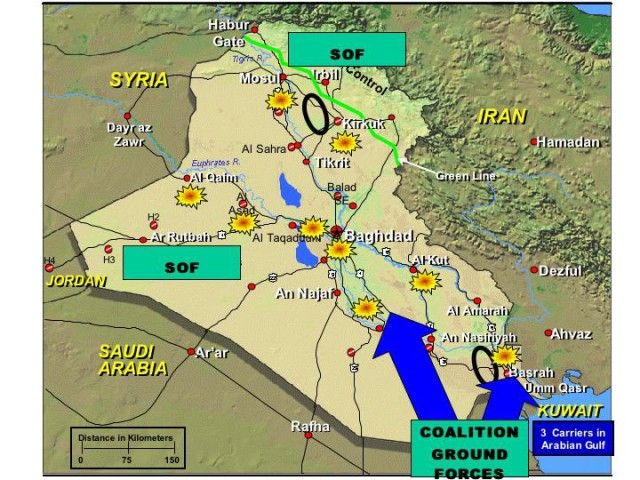 Habur
Gate
SOF
Tigris R.
Mosul
Irbil
Control
SYRIA
IRAN
Kirkuk
Dayr az
Zawr
Al Sahra
Hamadan
Tikrit
Euphrates R.
Green Line
Al Qaim
Balad
SE
Al
Asad
H2
Ar Rutbah
Al Taqaddum
Baghdad
H4
H3
SOF
Al Kut
Dezful
JORDAN
An Najaf
Al Amarah
An Nasiriyah
Ahvaz
SAUDI
ARABIA
Ar'ar
Basrah
Umm Qasr
KUWAIT
Rafha
COALITION
GROUND
FORCES
3 Carriers in
Arabian Gulf
Distance in Kilometers
0 75 150